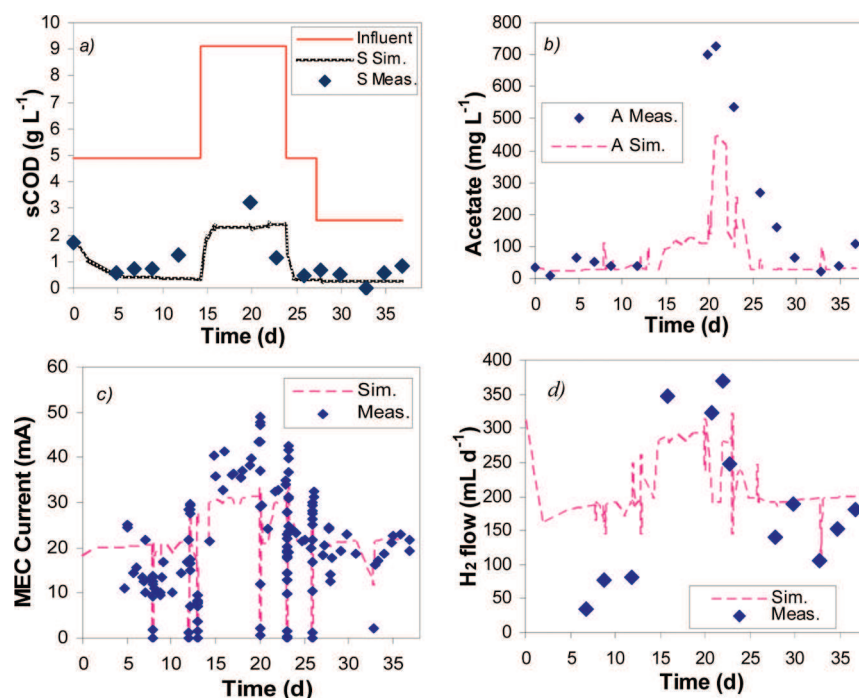 a)
Influent
S Sim.
S Meas.
sCOD (g L⁻¹)
10
9
8
7
6
5
4
3
2
1
0
0 5 10 15 20 25 30 35
Time (d)
b)
A Meas.
A Sim.
Acetate (mg L⁻¹)
800
700
600
500
400
300
200
100
0
0 5 10 15 20 25 30 35
Time (d)
c)
Sim.
Meas.
MEC Current (mA)
60
50
40
30
20
10
0
0 5 10 15 20 25 30 35
Time (d)
d)
Sim.
Meas.
H₂ flow (mL d⁻¹)
400
350
300
250
200
150
100
50
0
0 5 10 15 20 25 30 35
Time (d)